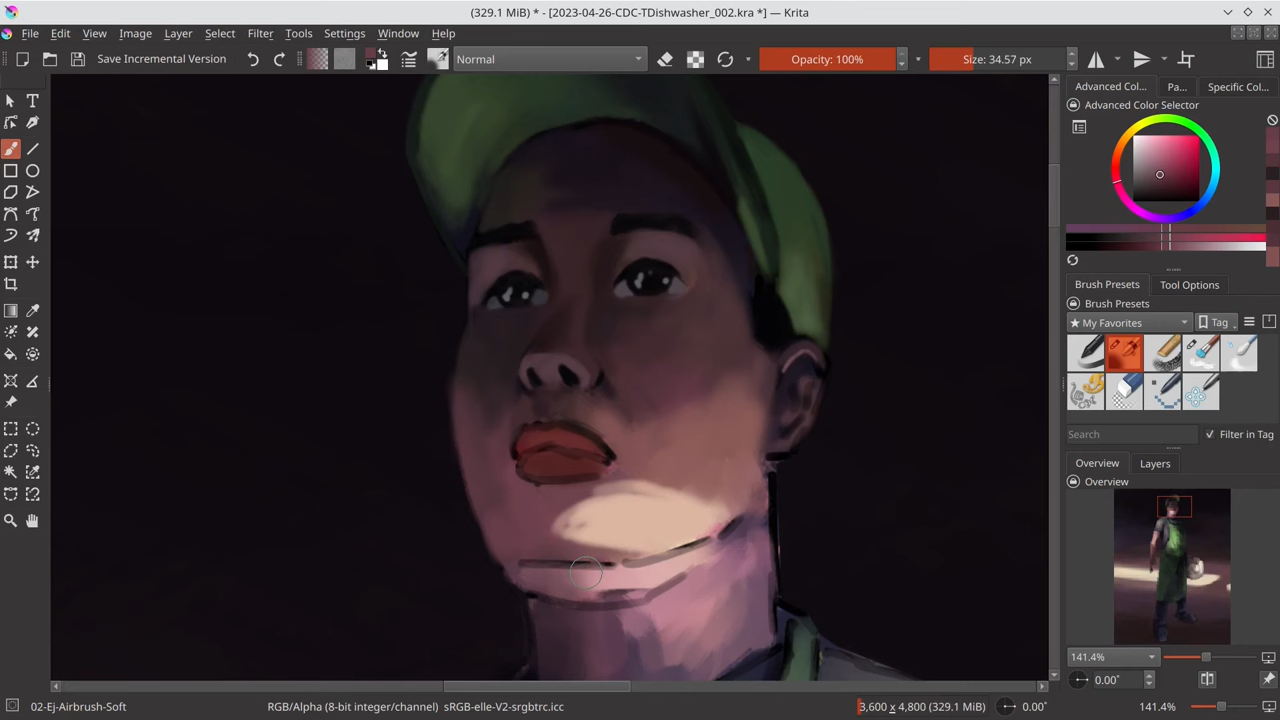 (329.1 MiB) * - [2023-04-26-CDC-TDishwasher_002.kra *] — Krita
File Edit View Image Layer Select Filter Tools Settings Window Help
Save Incremental Version Normal Opacity: 100% Size: 34.57 px
Advanced Col... Pa... Specific Col...
Advanced Color Selector
Brush Presets Tool Options
Brush Presets
★ My Favorites Tag
Search Filter in Tag
Overview Layers
Overview
141.4%
0.00°
02-Ej-Airbrush-Soft RGB/Alpha (8-bit integer/channel) sRGB-elle-V2-srgbtrc.icc 3,600 x 4,800 (329.1 MiB) 0.00° 141.4%